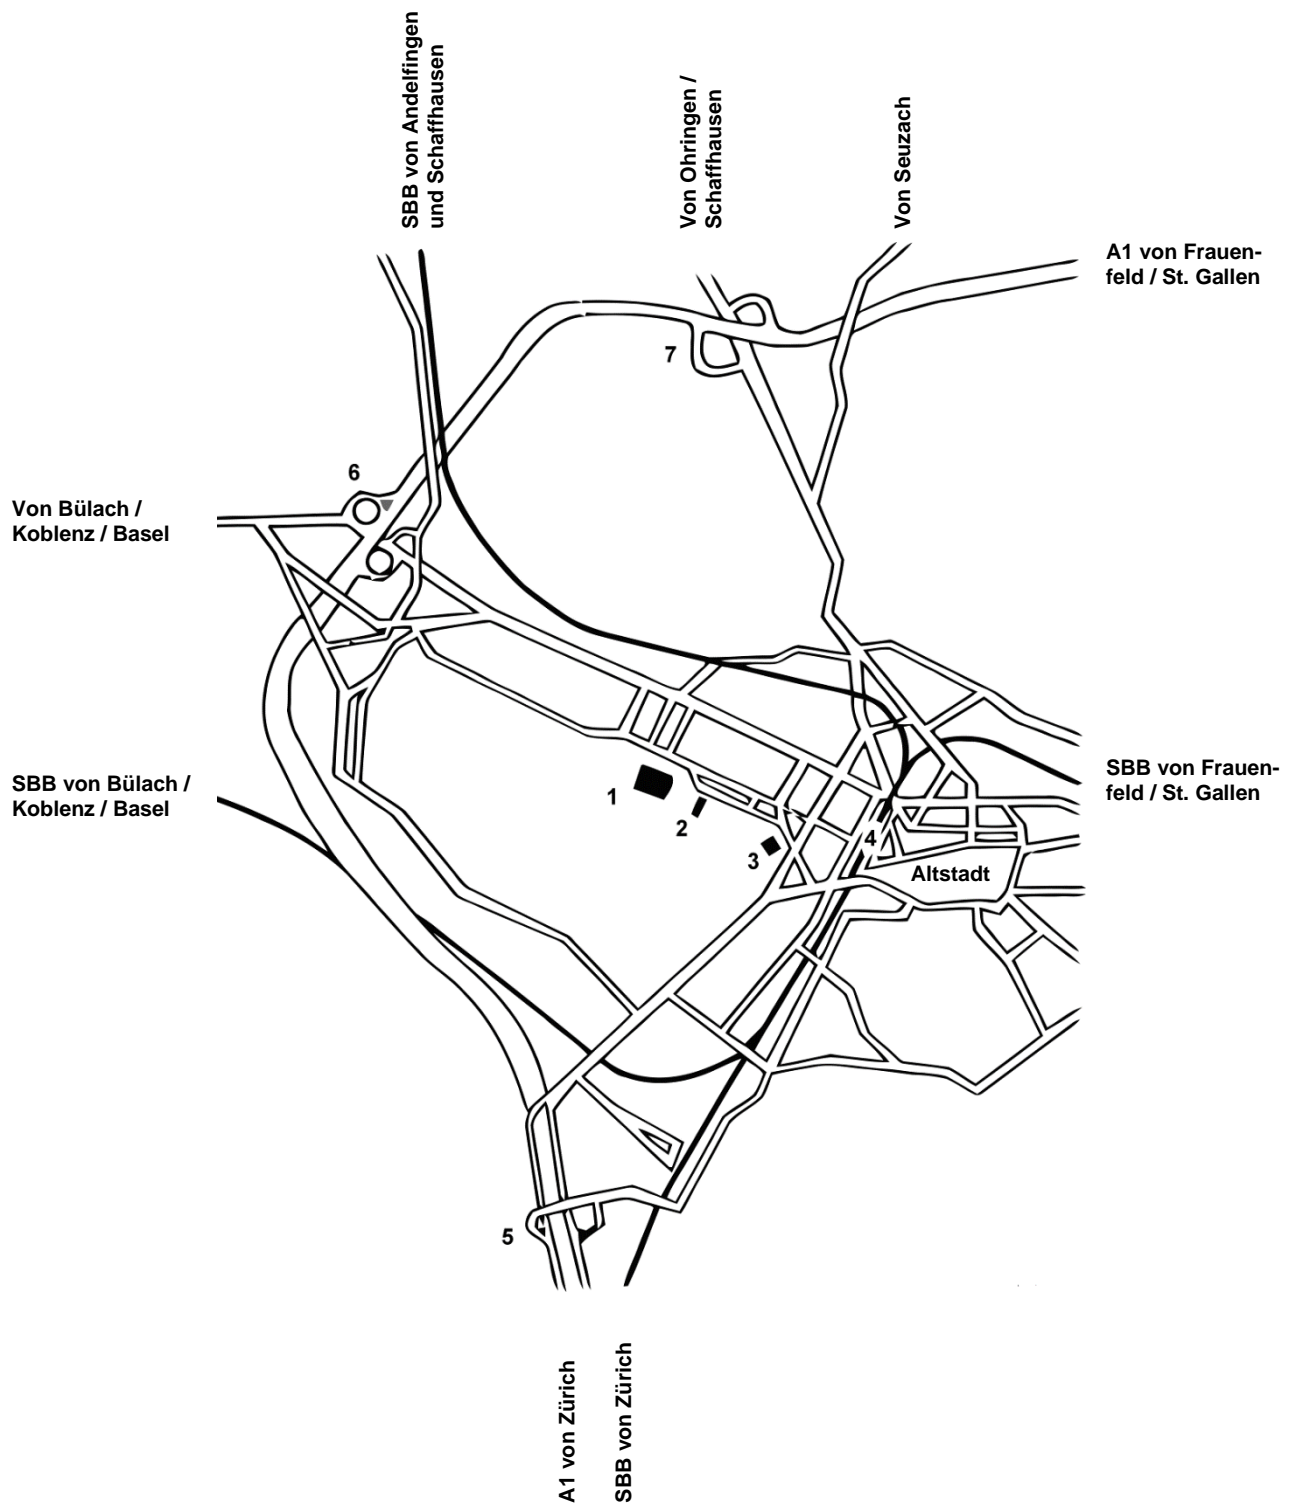 SBB von Andelfingen
und Schaffhausen
Von Ohringen /
Schaffhausen
Von Seuzach
A1 von Frauen-
feld / St. Gallen
7
6
Von Bülach /
Koblenz / Basel
SBB von Bülach /
Koblenz / Basel
SBB von Frauen-
feld / St. Gallen
1
2
3
4
Altstadt
5
A1 von Zürich
SBB von Zürich